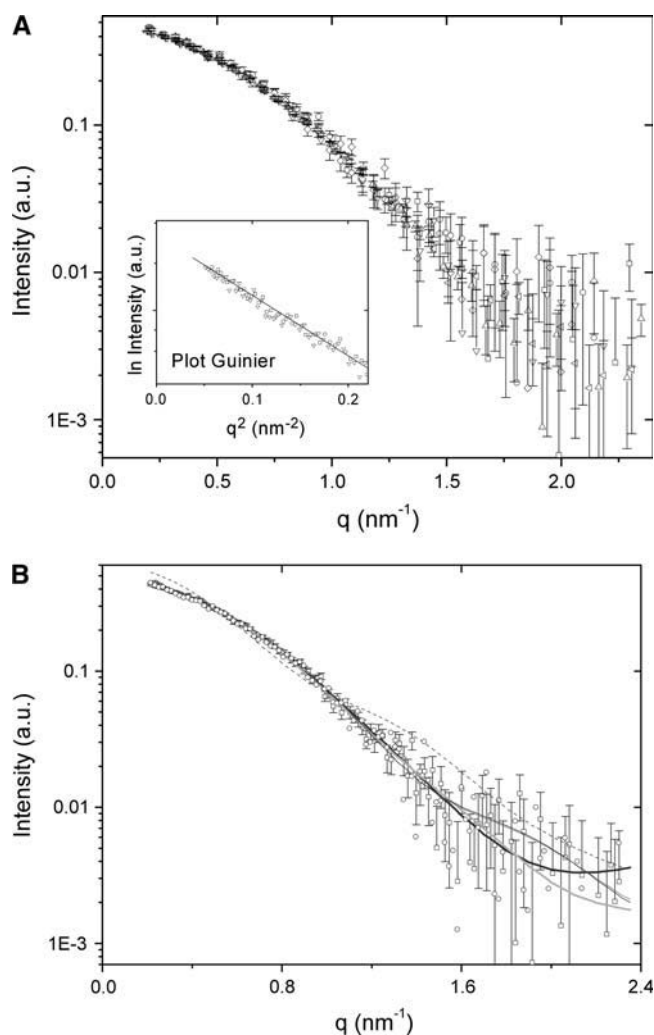 A
Intensity (a.u.)
0.1
0.01
1E-3
ln Intensity (a.u.)
Plot Guinier
0.0
0.1
0.2
q² (nm⁻²)
0.0
0.5
1.0
1.5
2.0
q (nm⁻¹)
B
Intensity (a.u.)
0.1
0.01
1E-3
0.0
0.8
1.6
2.4
q (nm⁻¹)